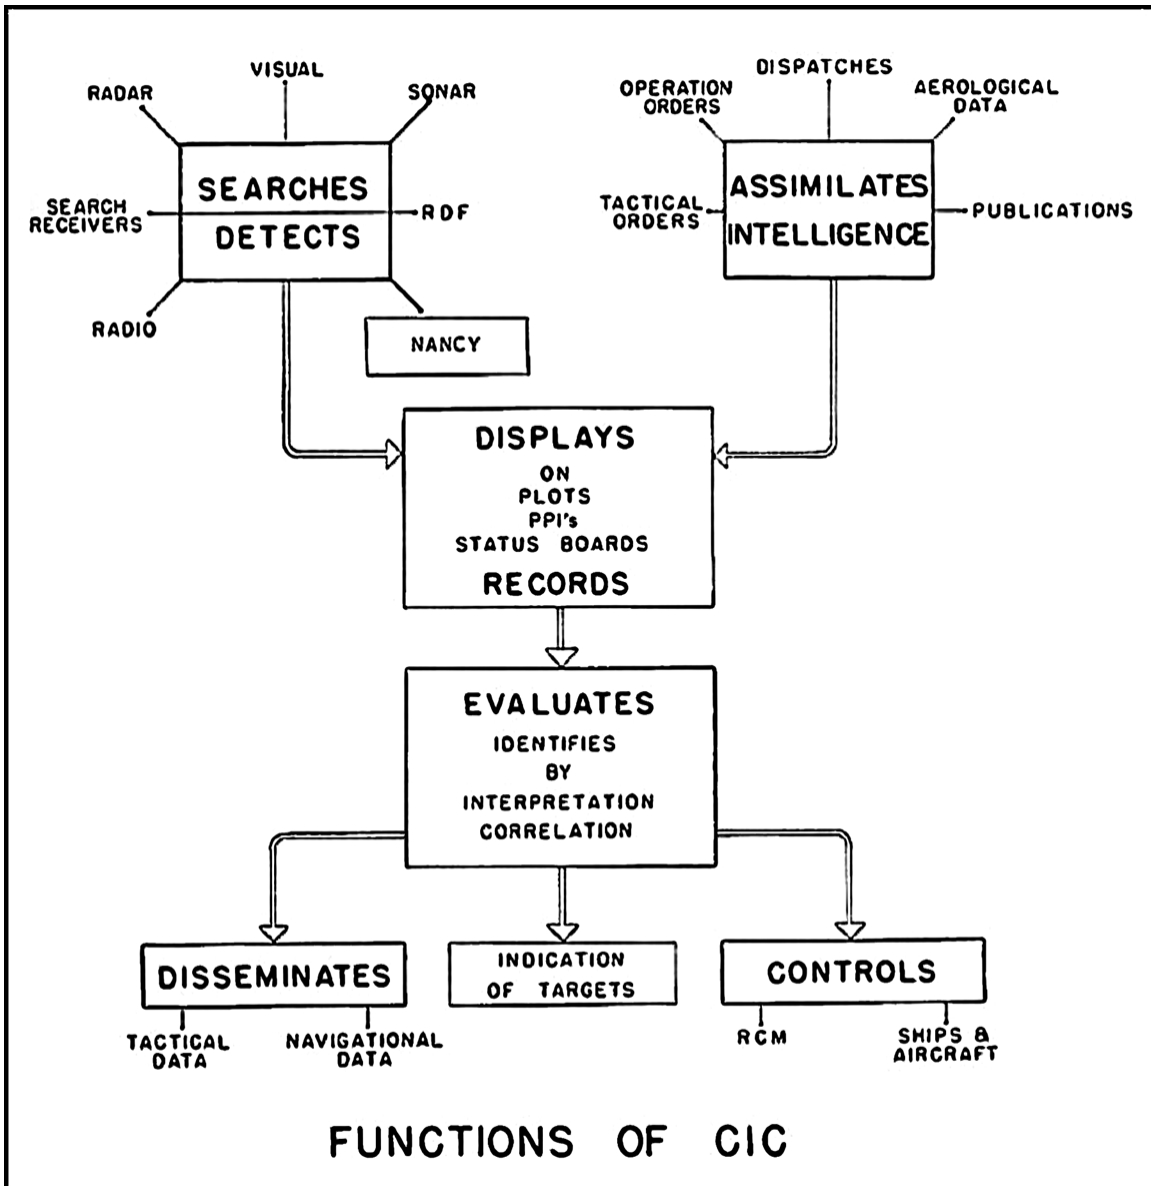 VISUAL
RADAR
SONAR
SEARCHES
DETECTS
SEARCH
RECEIVERS
RDF
RADIO
NANCY
OPERATION
ORDERS
DISPATCHES
AEROLOGICAL
DATA
ASSIMILATES
INTELLIGENCE
TACTICAL
ORDERS
PUBLICATIONS
DISPLAYS
ON
PLOTS
PPI's
STATUS BOARDS
RECORDS
EVALUATES
IDENTIFIES
BY
INTERPRETATION
CORRELATION
DISSEMINATES
TACTICAL
DATA
NAVIGATIONAL
DATA
INDICATION
OF TARGETS
CONTROLS
RCM
SHIPS &
AIRCRAFT
FUNCTIONS OF CIC